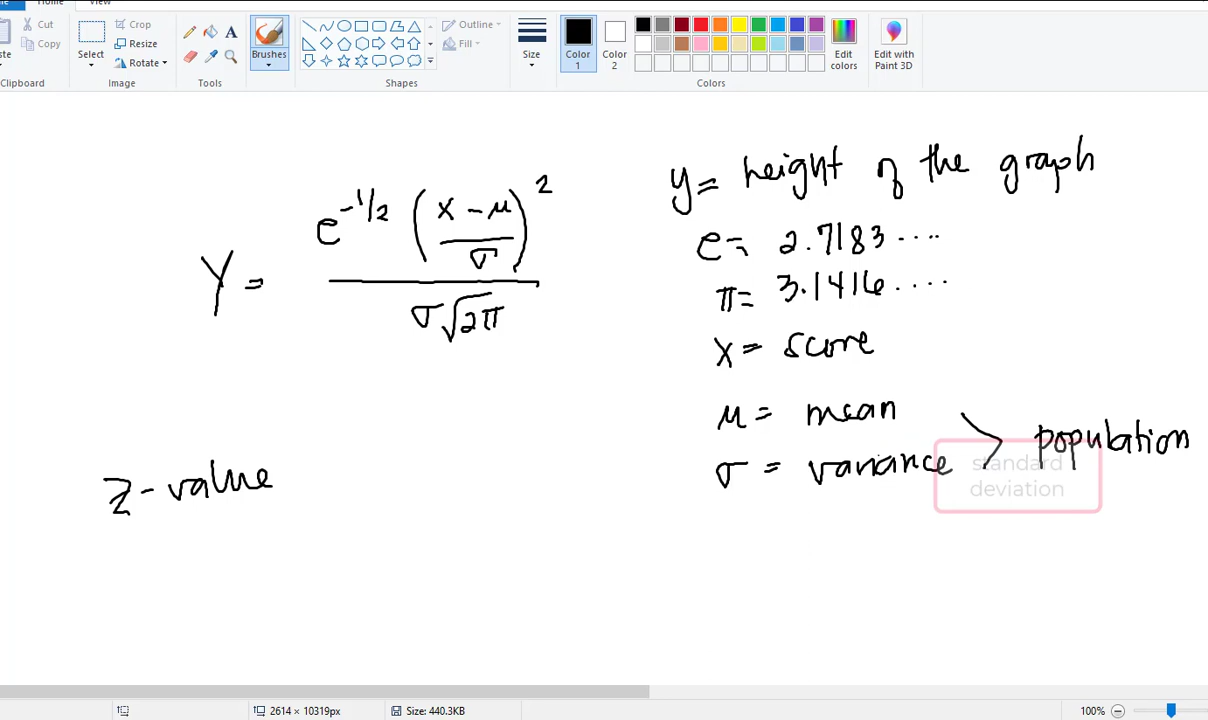 View
Cut
Copy
Clipboard
Select
Crop
Resize
Rotate
Image
Tools
Brushes
Shapes
Outline
Fill
Size
Color 1
Color 2
Colors
Edit colors
Edit with Paint 3D
Y = e^-1/2 (x - μ / σ)^2 / σ√2π
y = height of the graph
e = 2.7183....
π = 3.1416....
x = score
μ = mean
σ = variance
> population
standard
deviation
z-value
2614 × 10319px
Size: 440.3KB
100%